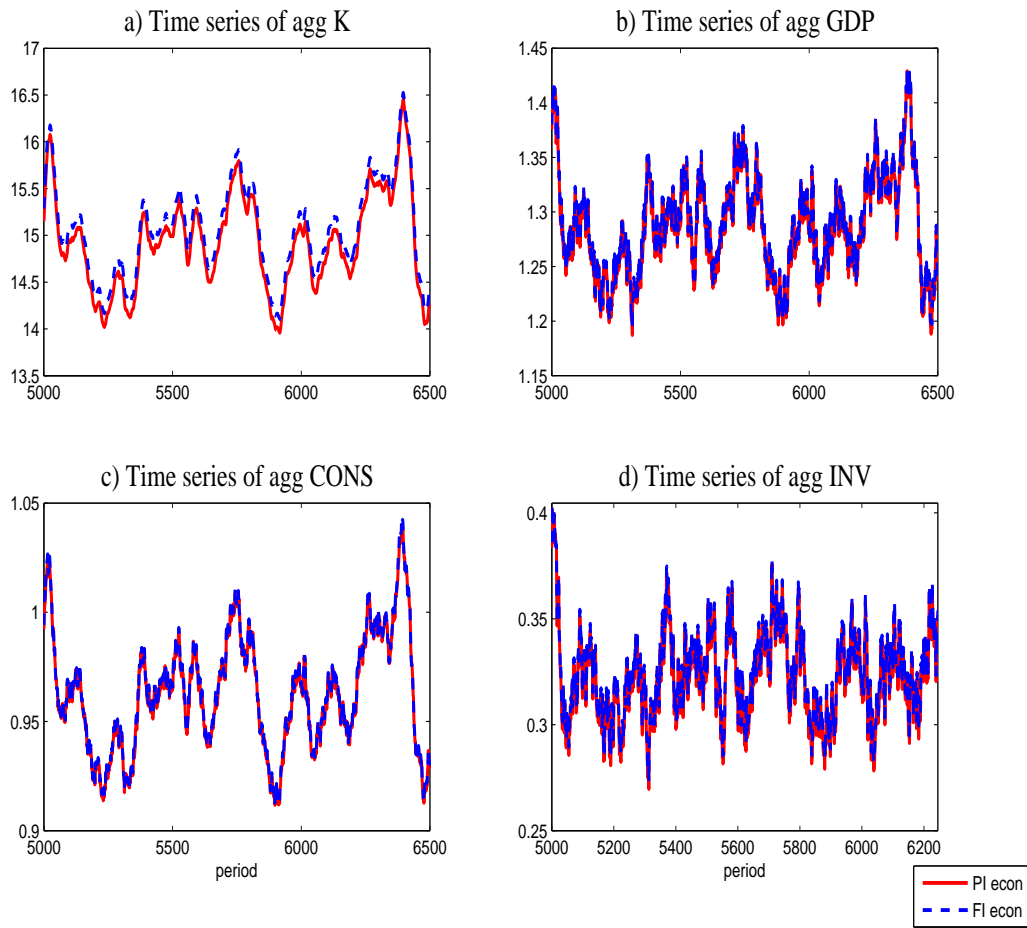 a) Time series of agg K
17
16.5
16
15.5
15
14.5
14
13.5
5000 5500 6000 6500
b) Time series of agg GDP
1.45
1.4
1.35
1.3
1.25
1.2
1.15
5000 5500 6000 6500
c) Time series of agg CONS
1.05
1
0.95
0.9
5000 5500 6000 6500
period
d) Time series of agg INV
0.4
0.35
0.3
0.25
5000 5200 5400 5600 5800 6000 6200
period
PI econ
FI econ